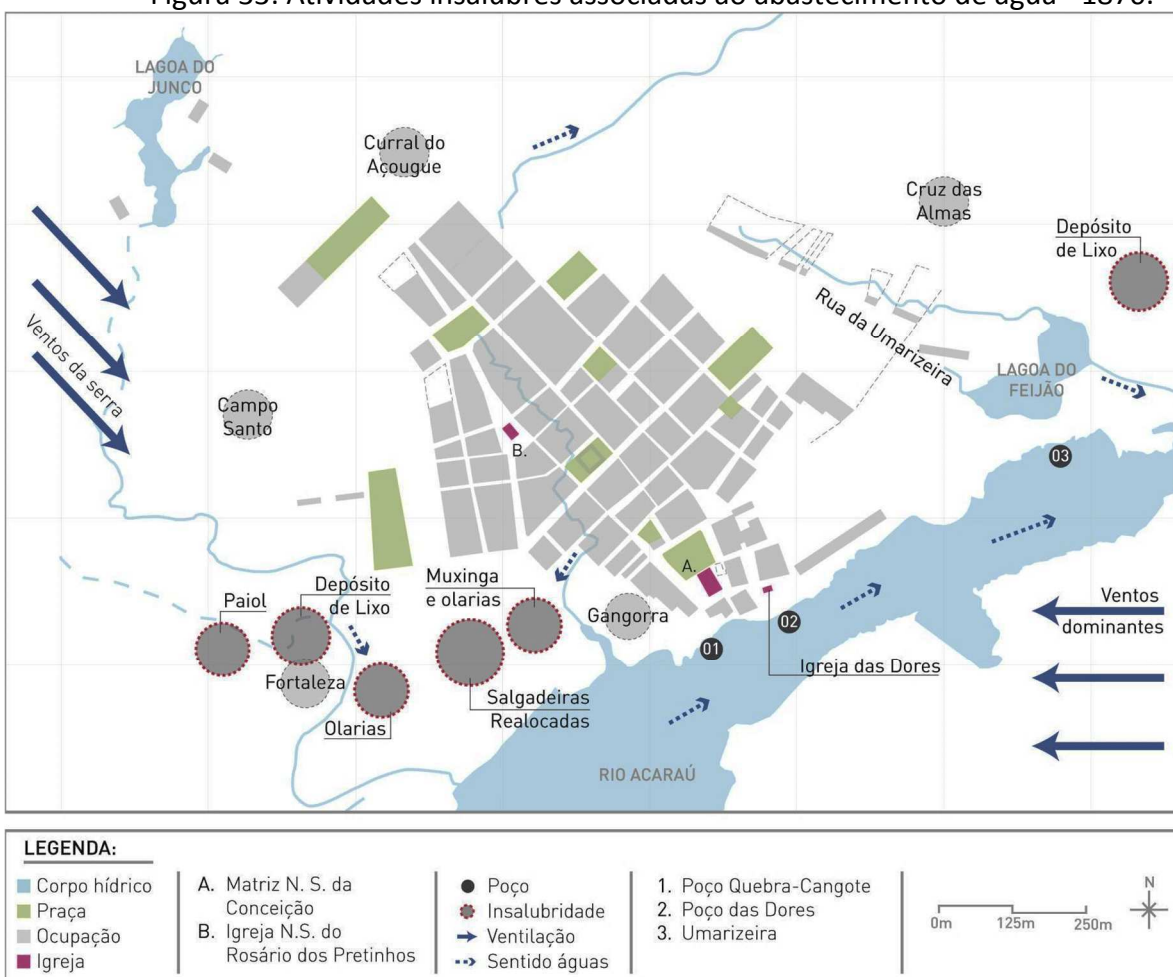 Figura 35: Atividades insalubres associadas ao abastecimento de água - 1870.
LAGOA DO
JUNCO
Curral do
Açougue
Cruz das
Almas
Depósito
de Lixo
Rua da Umarizeira
LAGOA DO
FEIJÃO
Ventos da serra
Campo
Santo
B.
03
A.
Muxinga
e olarias
Depósito
de Lixo
Paiol
Gangorra
Ventos
dominantes
02
01
Igreja das Dores
Fortaleza
Salgadeiras
Realocadas
Olarias
RIO ACARAÚ
LEGENDA:
Corpo hídrico
Praça
Ocupação
Igreja
A. Matriz N. S. da
Conceição
B. Igreja N.S. do
Rosário dos Pretinhos
Poço
Insalubridade
Ventilação
Sentido águas
1. Poço Quebra-Cangote
2. Poço das Dores
3. Umarizeira
0m 125m 250m
N